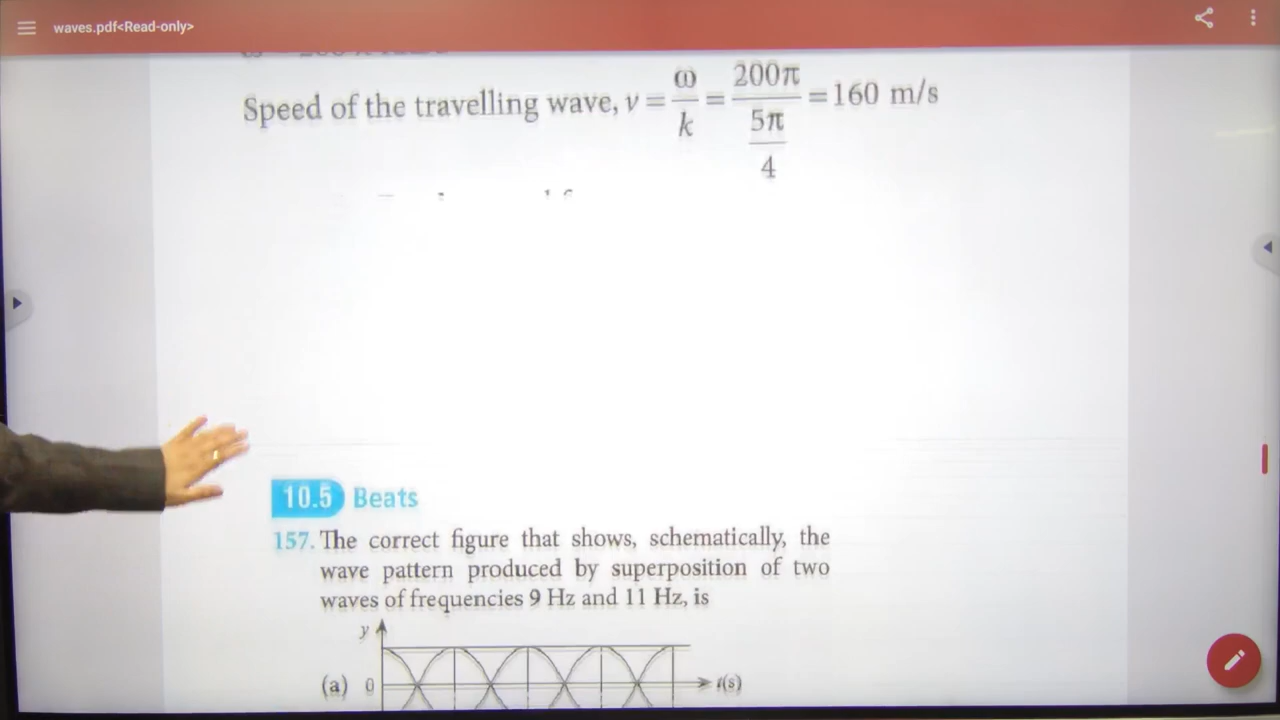 waves.pdf<Read-only>
Speed of the travelling wave, v = ω/k = 200π/(5π/4) = 160 m/s
10.5 Beats
157. The correct figure that shows, schematically, the
wave pattern produced by superposition of two
waves of frequencies 9 Hz and 11 Hz, is
y
(a) 0 t(s)